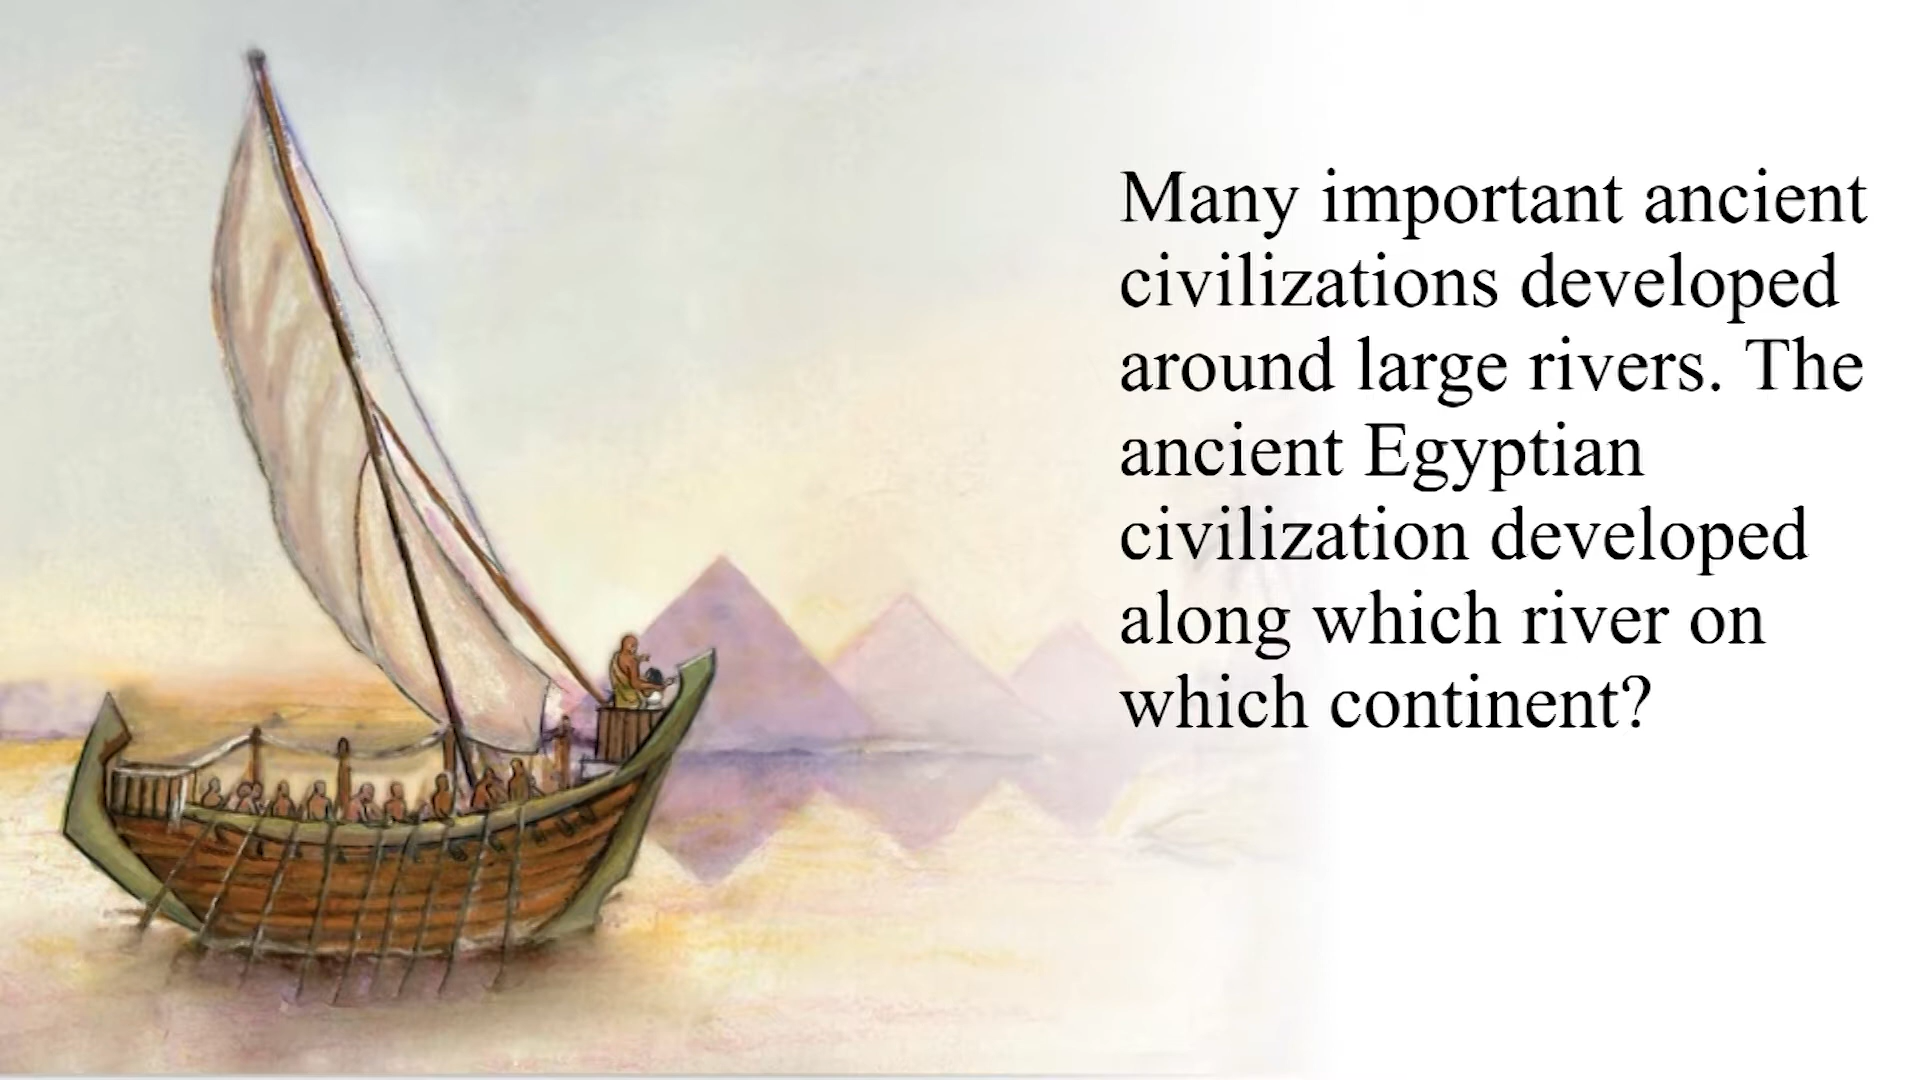 Many important ancient
civilizations developed
around large rivers. The
ancient Egyptian
civilization developed
along which river on
which continent?